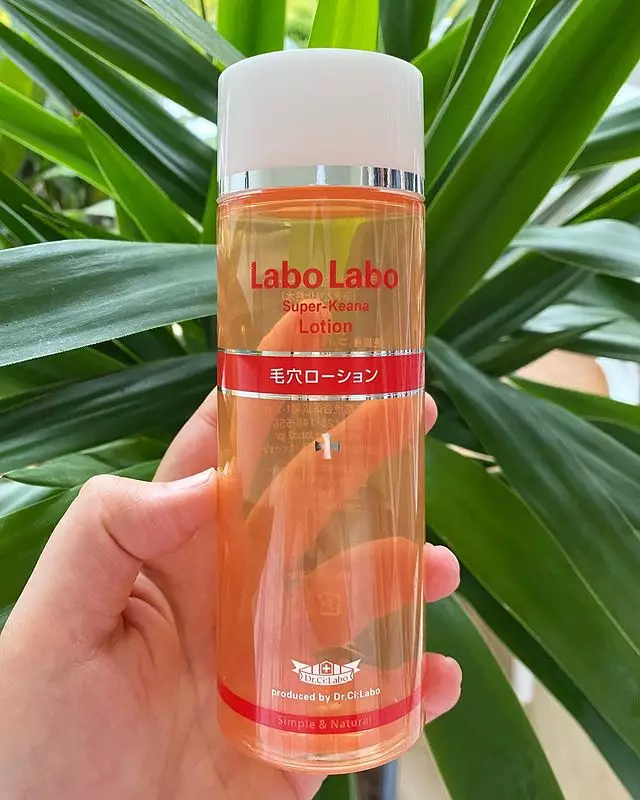 Labo Labo
Super-Keana
Lotion
毛穴ローション
Dr.Ci:Labo
produced by Dr.Ci:Labo
Simple & Natural